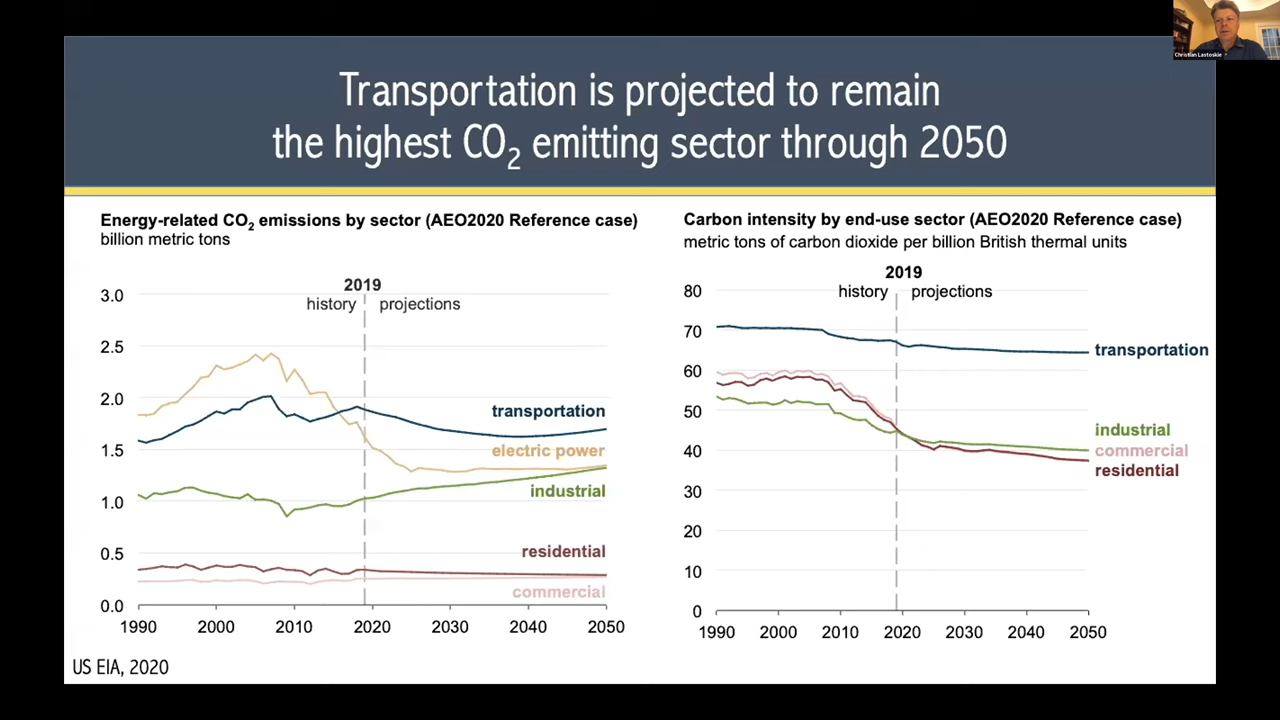 Christian Lastoskie
Transportation is projected to remain
the highest CO2 emitting sector through 2050
Energy-related CO2 emissions by sector (AEO2020 Reference case)
billion metric tons
2019
history
projections
3.0
2.5
2.0
1.5
1.0
0.5
0.0
transportation
electric power
industrial
residential
commercial
1990
2000
2010
2020
2030
2040
2050
Carbon intensity by end-use sector (AEO2020 Reference case)
metric tons of carbon dioxide per billion British thermal units
2019
history
projections
80
70
60
50
40
30
20
10
0
transportation
industrial
commercial
residential
1990
2000
2010
2020
2030
2040
2050
US EIA, 2020